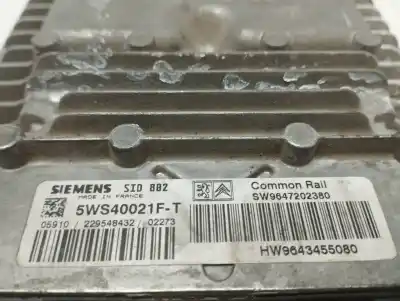 SIEMENS SID 802
MADE IN FRANCE
5WS40021F-T
05910 / 229548432 / 02273
Common Rail
SW9647202380
HW9643455080